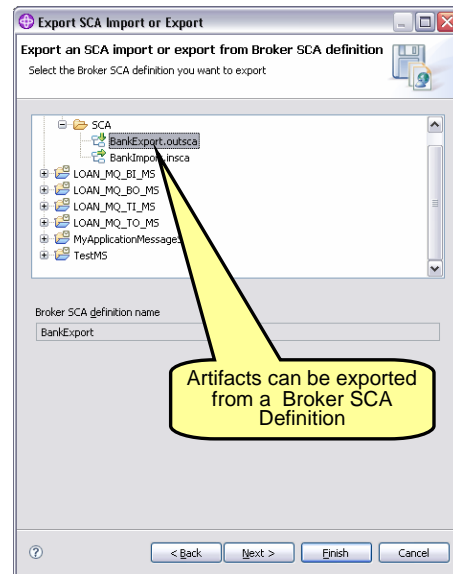 Export SCA Import or Export
Export an SCA import or export from Broker SCA definition
Select the Broker SCA definition you want to export
SCA
BankExport.outsca
BankImport.insca
LOAN_MQ_BI_MS
LOAN_MQ_BO_MS
LOAN_MQ_TI_MS
LOAN_MQ_TO_MS
MyApplicationMessageS
TestMS
Broker SCA definition name
BankExport
Artifacts can be exported
from a Broker SCA
Definition
?
< Back
Next >
Finish
Cancel